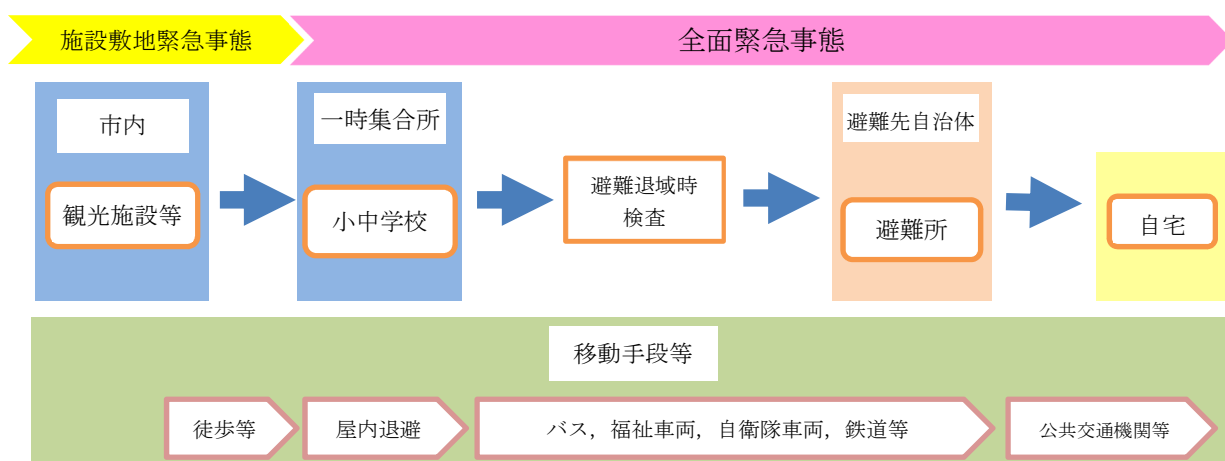 施設敷地緊急事態
全面緊急事態
市内
観光施設等
一時集合所
小中学校
避難退域時
検査
避難先自治体
避難所
自宅
移動手段等
徒歩等
屋内退避
バス，福祉車両，自衛隊車両，鉄道等
公共交通機関等